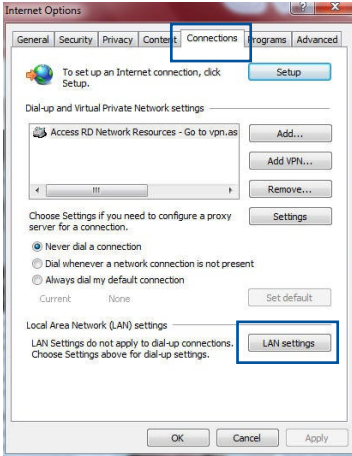 Internet Options
General Security Privacy Content Connections Programs Advanced
To set up an Internet connection, click
Setup.
Setup
Dial-up and Virtual Private Network settings
Access RD Network Resources - Go to vpn.as
Add...
Add VPN...
Remove...
Choose Settings if you need to configure a proxy
server for a connection.
Settings
Never dial a connection
Dial whenever a network connection is not present
Always dial my default connection
Current None
Set default
Local Area Network (LAN) settings
LAN Settings do not apply to dial-up connections.
Choose Settings above for dial-up settings.
LAN settings
OK Cancel Apply